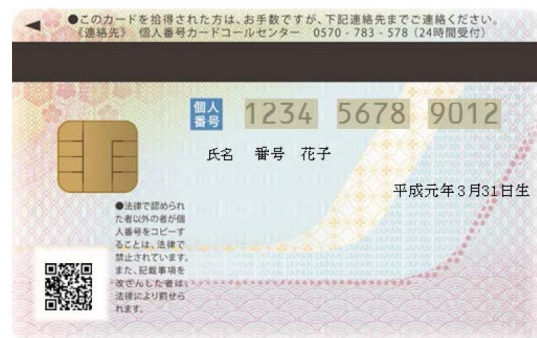 ●このカードを拾得された方は、お手数ですが、下記連絡先までご連絡ください。
《連絡先》 個人番号カードコールセンター 0570-783-578（24時間受付）
個人番号 1234 5678 9012
氏名 番号 花子
平成元年3月31日生
●法律で認められ
た者以外の者が個
人番号をコピーす
ることは、法律で
禁止されています。
また、記載事項を
改ざんした者は、
法律により罰せら
れます。